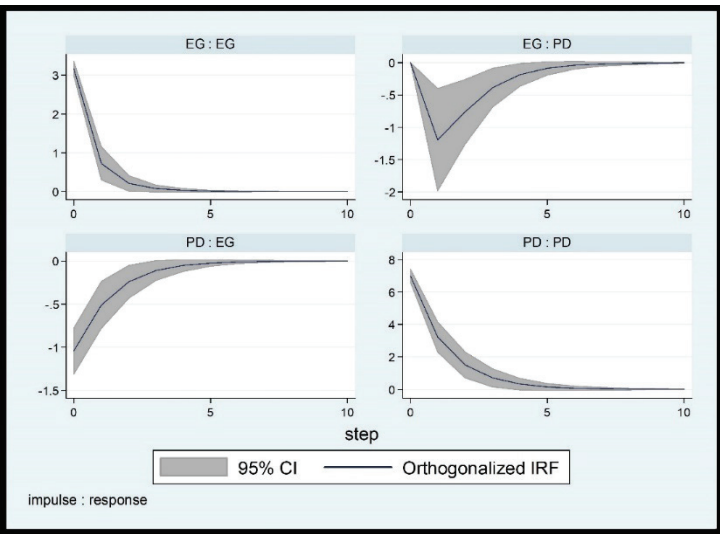 EG : EG
3
2
1
0
0 5 10
EG : PD
0
-.5
-1
-1.5
-2
0 5 10
PD : EG
0
-.5
-1
-1.5
0 5 10
PD : PD
8
6
4
2
0
0 5 10
step
95% CI Orthogonalized IRF
impulse : response